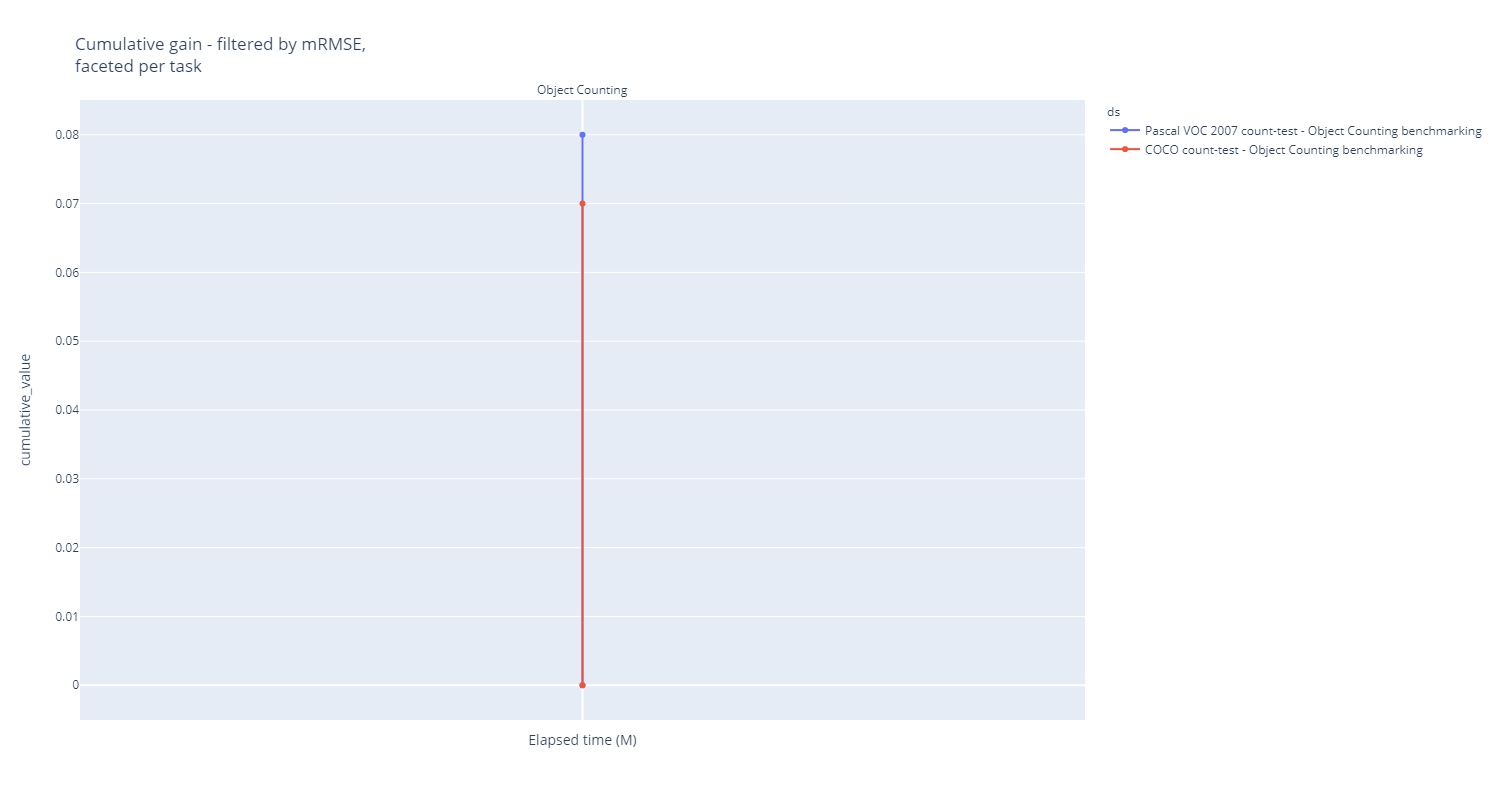 Cumulative gain - filtered by mRMSE,
faceted per task
Object Counting
ds
Pascal VOC 2007 count-test - Object Counting benchmarking
COCO count-test - Object Counting benchmarking
0.08
0.07
0.06
0.05
0.04
0.03
0.02
0.01
0
cumulative_value
Elapsed time (M)